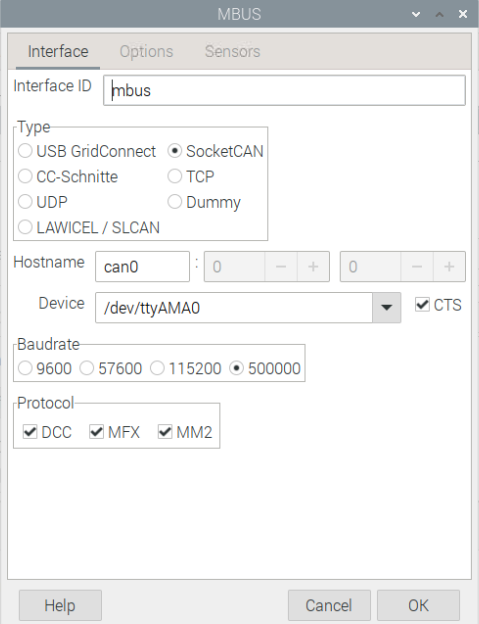 MBUS
Interface Options Sensors
Interface ID mbus
Type
USB GridConnect SocketCAN
CC-Schnitte TCP
UDP Dummy
LAWICEL / SLCAN
Hostname can0 : 0 − + 0 − +
Device /dev/ttyAMA0 CTS
Baudrate
9600 57600 115200 500000
Protocol
DCC MFX MM2
Help Cancel OK